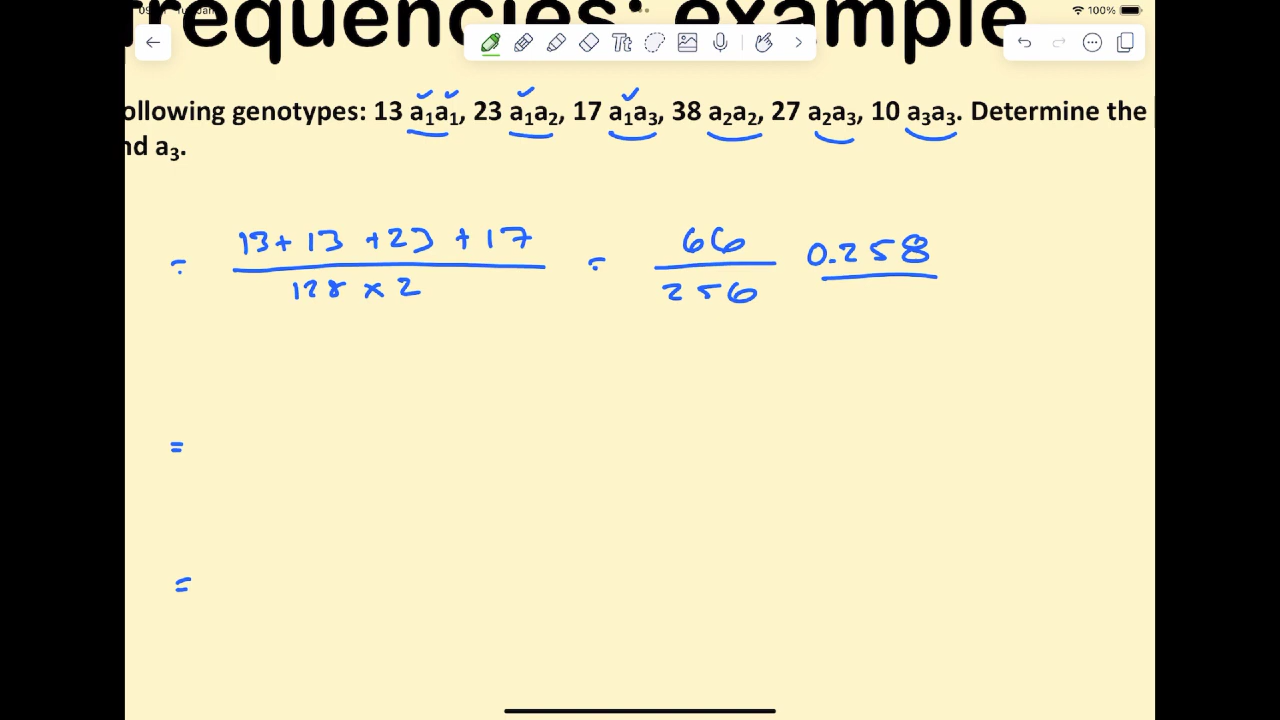 requencies: example
100%
Tt
ollowing genotypes: 13 a₁a₁, 23 a₁a₂, 17 a₁a₃, 38 a₂a₂, 27 a₂a₃, 10 a₃a₃. Determine the
nd a₃.
= 13 + 13 + 23 + 17 = 66 0.258
128 × 2 256
=
=